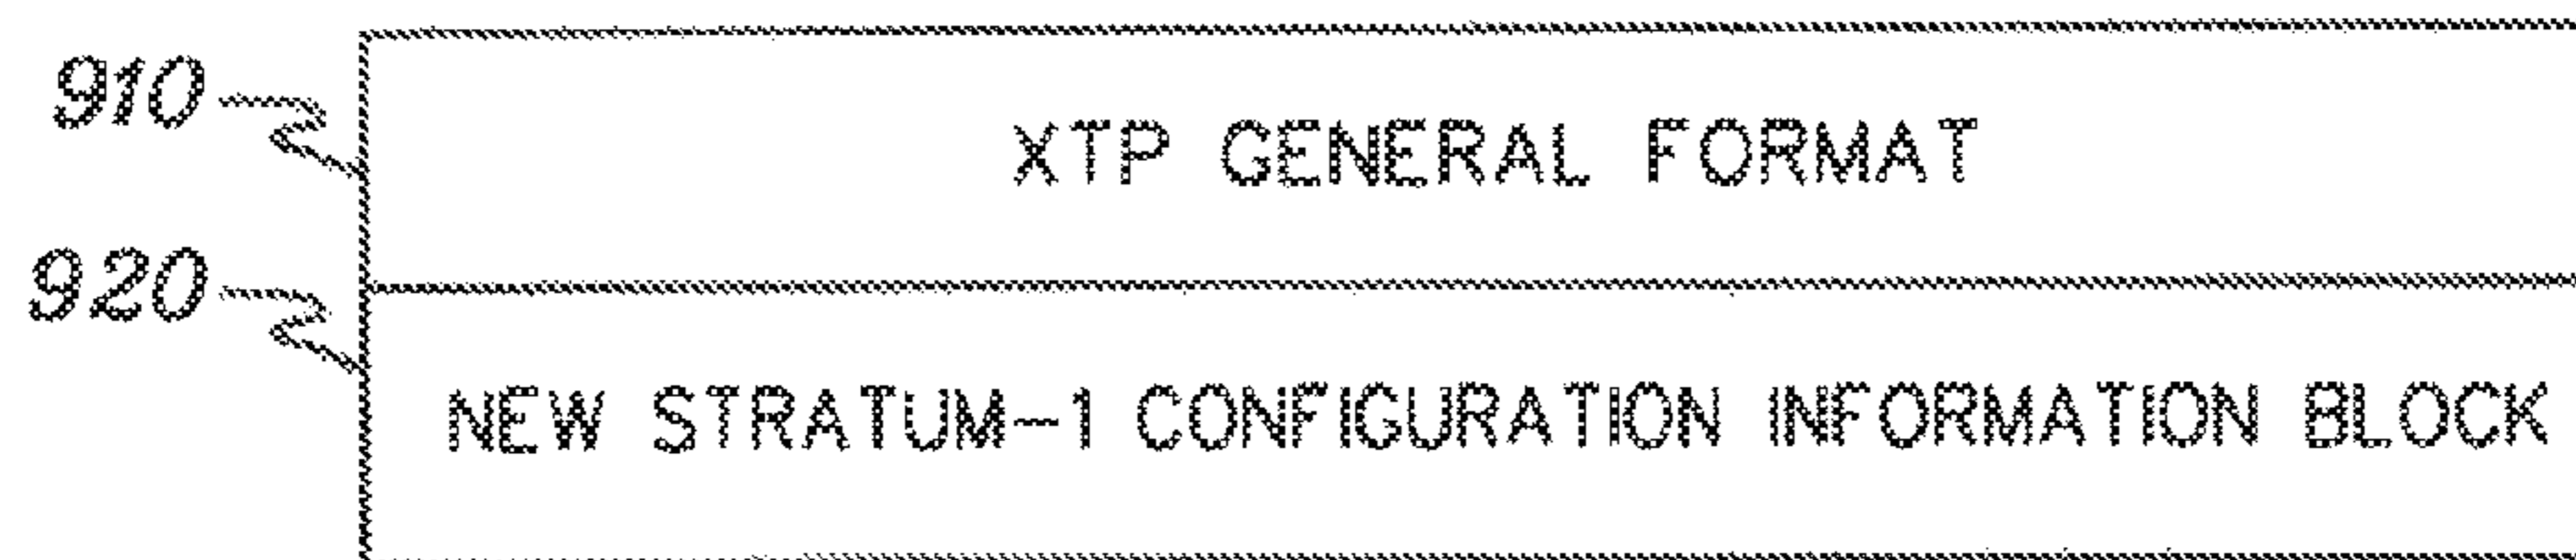 910
XTP GENERAL FORMAT
920
NEW STRATUM-1 CONFIGURATION INFORMATION BLOCK